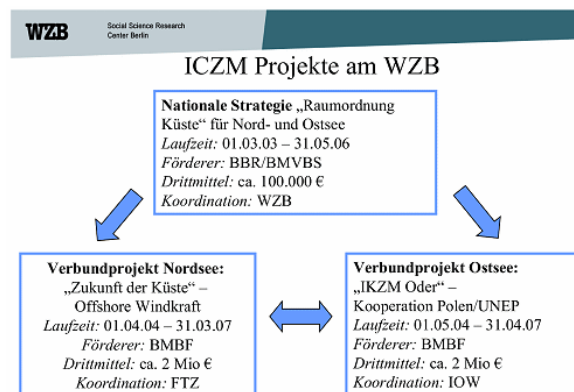 WZB
Social Science Research
Center Berlin
ICZM Projekte am WZB
Nationale Strategie „Raumordnung
Küste“ für Nord- und Ostsee
Laufzeit: 01.03.03 – 31.05.06
Förderer: BBR/BMVBS
Drittmittel: ca. 100.000 €
Koordination: WZB
Verbundprojekt Nordsee:
„Zukunft der Küste“ –
Offshore Windkraft
Laufzeit: 01.04.04 – 31.03.07
Förderer: BMBF
Drittmittel: ca. 2 Mio €
Koordination: FTZ
Verbundprojekt Ostsee:
„IKZM Oder“ –
Kooperation Polen/UNEP
Laufzeit: 01.05.04 – 31.04.07
Förderer: BMBF
Drittmittel: ca. 2 Mio €
Koordination: IOW